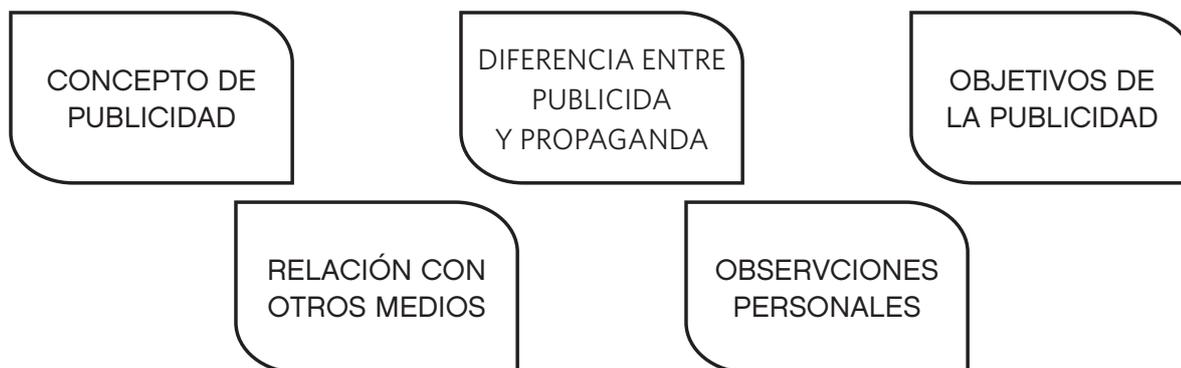 CONCEPTO DE
PUBLICIDAD
DIFERENCIA ENTRE
PUBLICIDA
Y PROPAGANDA
OBJETIVOS DE
LA PUBLICIDAD
RELACIÓN CON
OTROS MEDIOS
OBSERVCIONES
PERSONALES